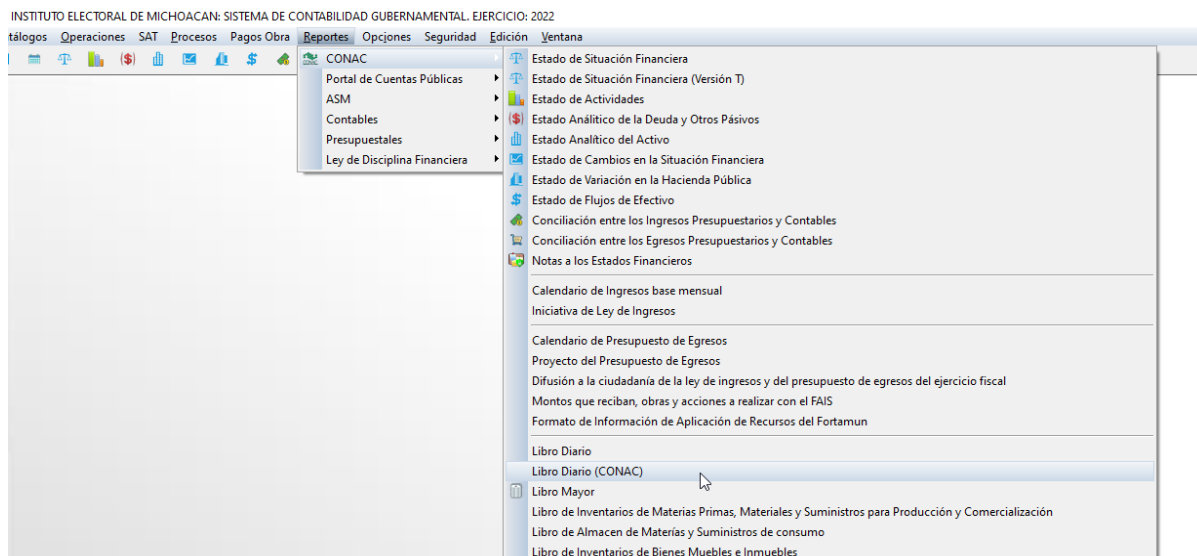 INSTITUTO ELECTORAL DE MICHOACAN: SISTEMA DE CONTABILIDAD GUBERNAMENTAL. EJERCICIO: 2022
tálogos Operaciones SAT Procesos Pagos Obra Reportes Opciones Seguridad Edición Ventana
CONAC
Portal de Cuentas Públicas
ASM
Contables
Presupuestales
Ley de Disciplina Financiera
Estado de Situación Financiera
Estado de Situación Financiera (Versión T)
Estado de Actividades
Estado Análitico de la Deuda y Otros Pásivos
Estado Analítico del Activo
Estado de Cambios en la Situación Financiera
Estado de Variación en la Hacienda Pública
Estado de Flujos de Efectivo
Conciliación entre los Ingresos Presupuestarios y Contables
Conciliación entre los Egresos Presupuestarios y Contables
Notas a los Estados Financieros
Calendario de Ingresos base mensual
Iniciativa de Ley de Ingresos
Calendario de Presupuesto de Egresos
Proyecto del Presupuesto de Egresos
Difusión a la ciudadanía de la ley de ingresos y del presupuesto de egresos del ejercicio fiscal
Montos que reciban, obras y acciones a realizar con el FAIS
Formato de Información de Aplicación de Recursos del Fortamun
Libro Diario
Libro Diario (CONAC)
Libro Mayor
Libro de Inventarios de Materias Primas, Materiales y Suministros para Producción y Comercialización
Libro de Almacen de Materías y Suministros de consumo
Libro de Inventarios de Bienes Muebles e Inmuebles